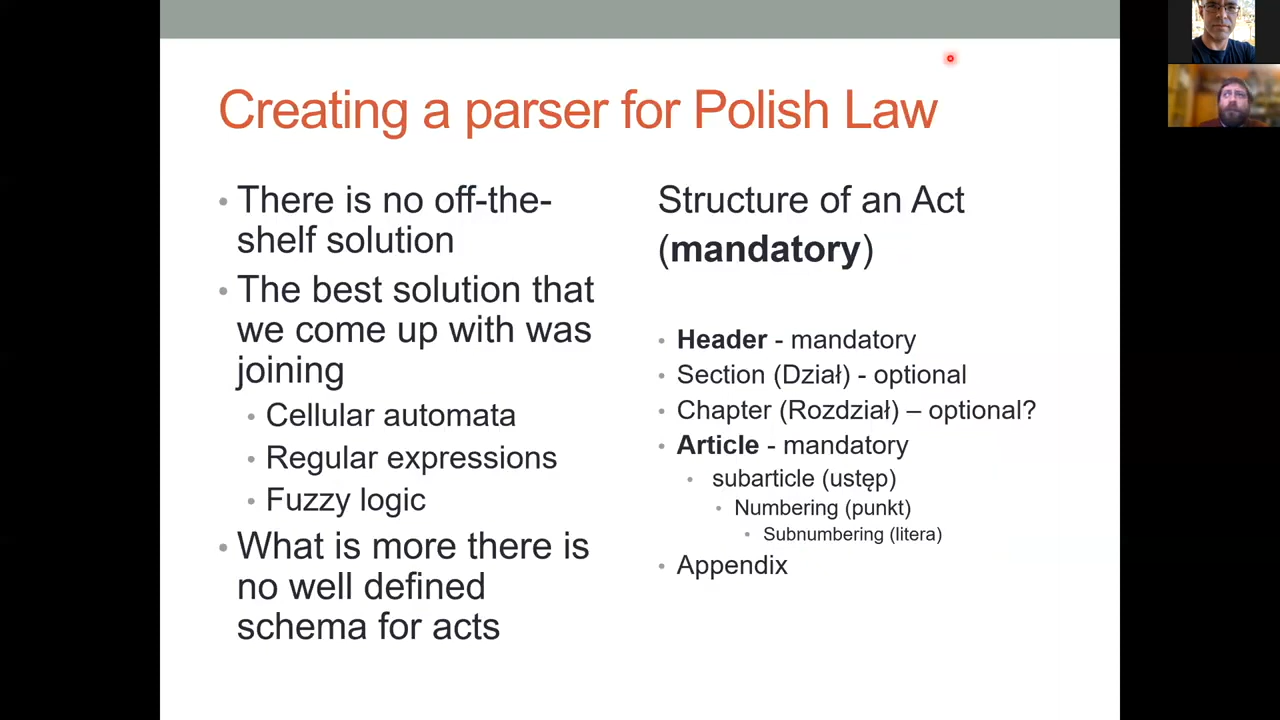 Creating a parser for Polish Law
• There is no off-the-
shelf solution
• The best solution that
we come up with was
joining
• Cellular automata
• Regular expressions
• Fuzzy logic
• What is more there is
no well defined
schema for acts
Structure of an Act
(mandatory)
• Header - mandatory
• Section (Dział) - optional
• Chapter (Rozdział) – optional?
• Article - mandatory
• subarticle (ustęp)
• Numbering (punkt)
• Subnumbering (litera)
• Appendix